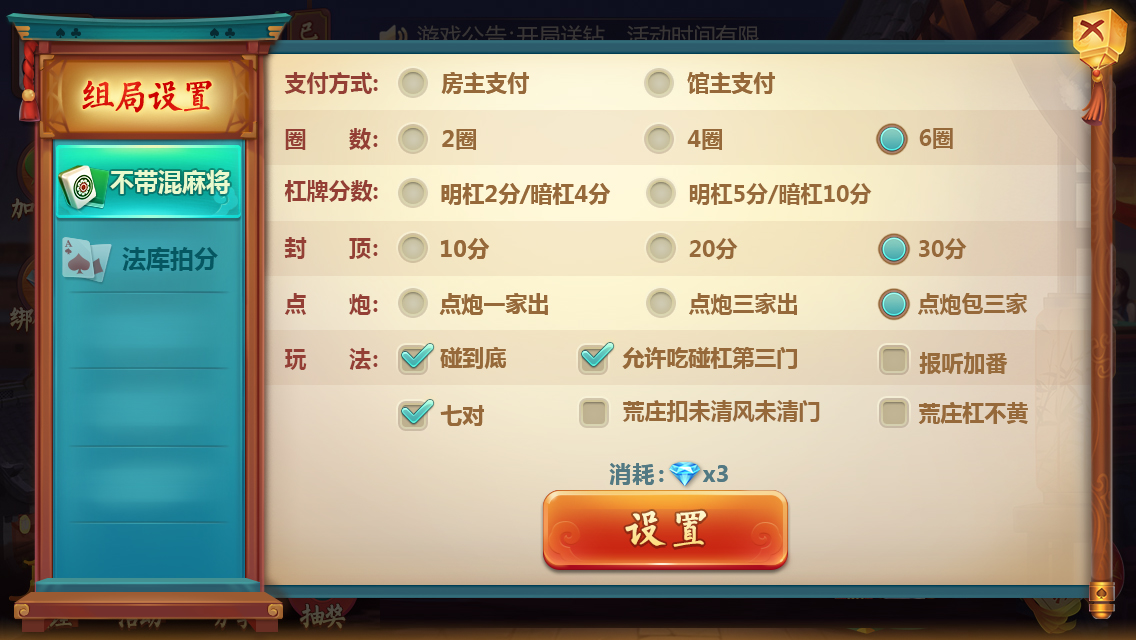 游戏公告:开局送钻 活动时间有限
组局设置
不带混麻将
法库拍分
支付方式: 房主支付 馆主支付
圈 数: 2圈 4圈 6圈
杠牌分数: 明杠2分/暗杠4分 明杠5分/暗杠10分
封 顶: 10分 20分 30分
点 炮: 点炮一家出 点炮三家出 点炮包三家
玩 法: 碰到底 允许吃碰杠第三门 报听加番
七对 荒庄扣未清风未清门 荒庄杠不黄
消耗: x3
设置
加
绑
活动 分享 抽奖